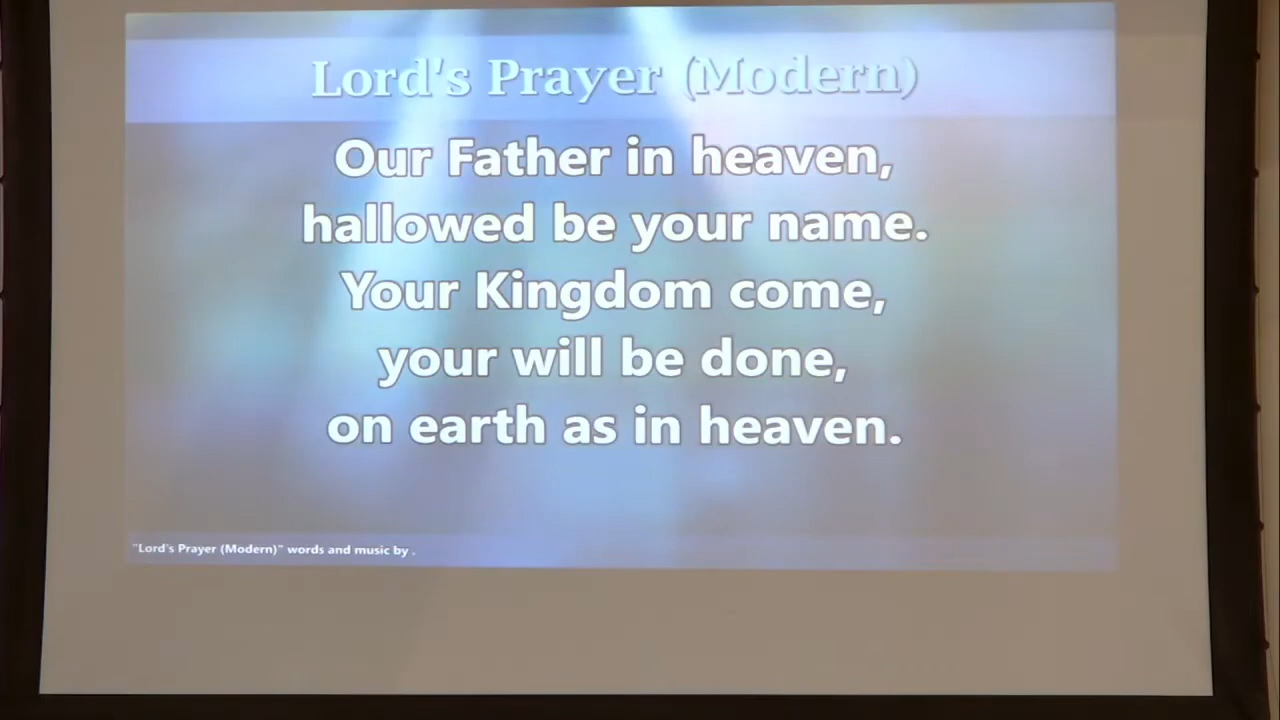 Lord's Prayer (Modern)
Our Father in heaven,
hallowed be your name.
Your Kingdom come,
your will be done,
on earth as in heaven.
"Lord's Prayer (Modern)" words and music by .